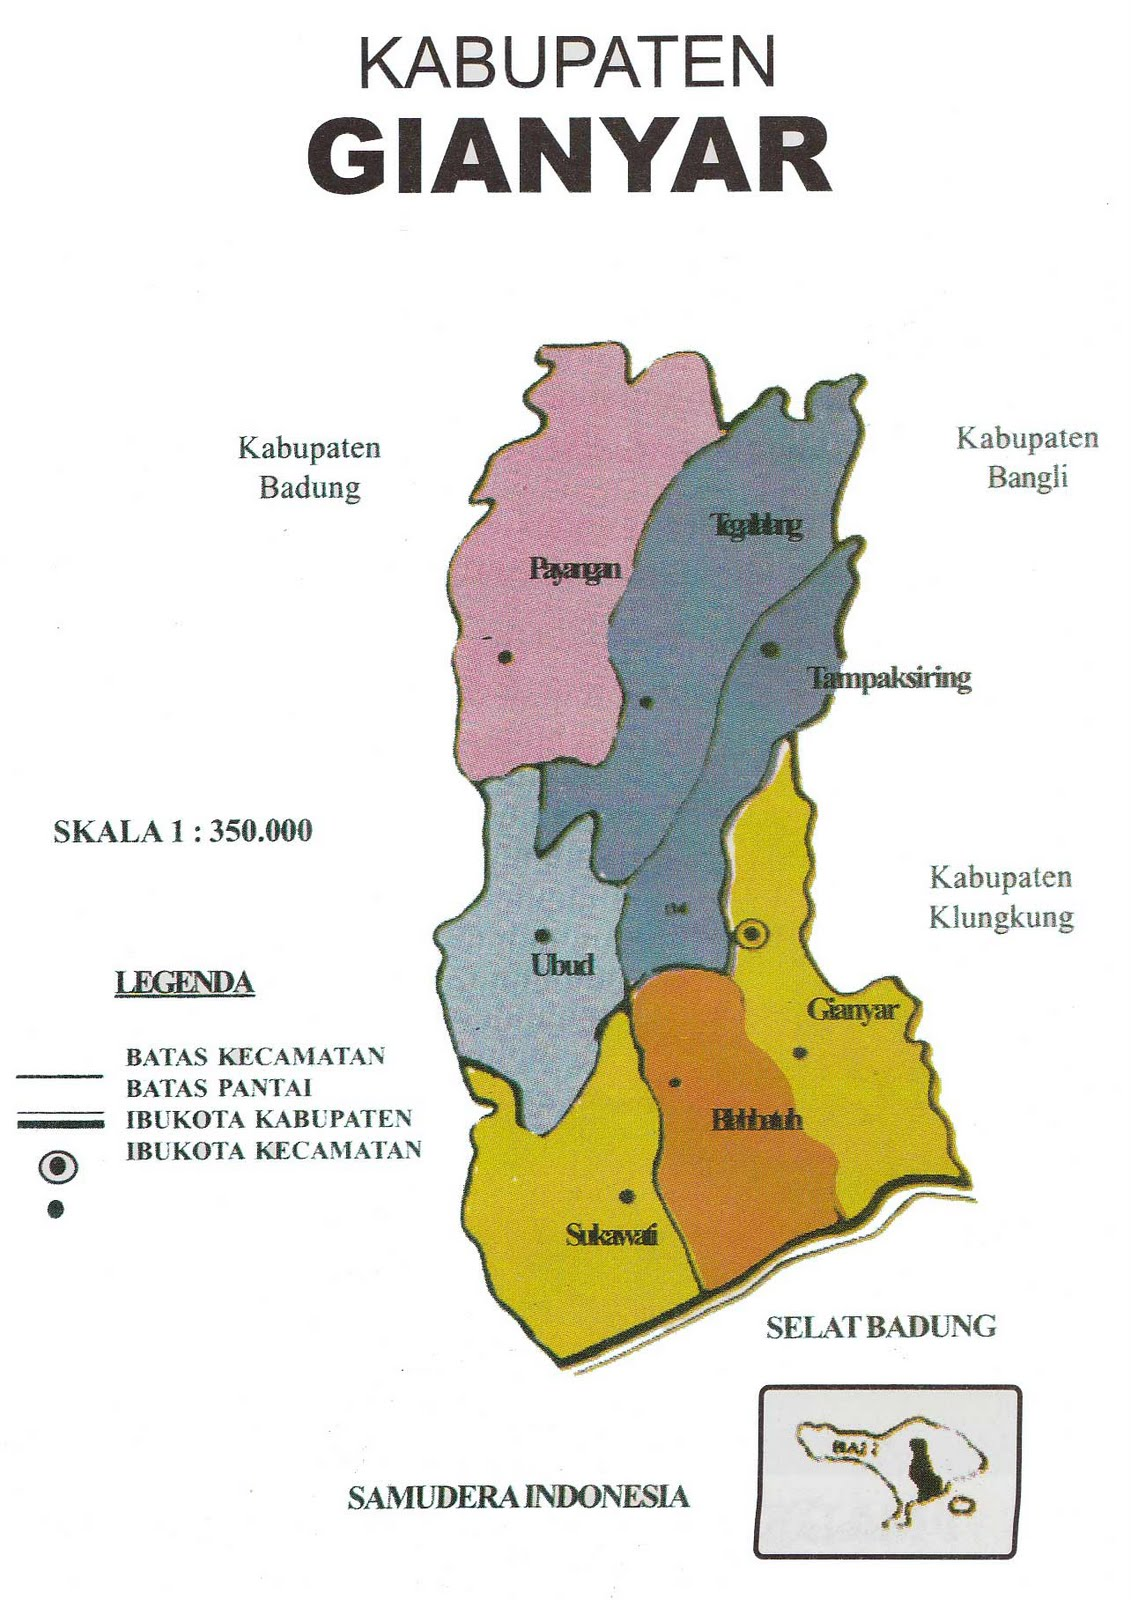 KABUPATEN
GIANYAR
Kabupaten
Badung
Kabupaten
Bangli
Tegallalang
Payangan
Tampaksiring
SKALA 1 : 350.000
Kabupaten
Klungkung
Ubud
LEGENDA
Gianyar
BATAS KECAMATAN
BATAS PANTAI
IBUKOTA KABUPATEN
IBUKOTA KECAMATAN
Blahbatuh
Sukawati
SELAT BADUNG
SAMUDERA INDONESIA